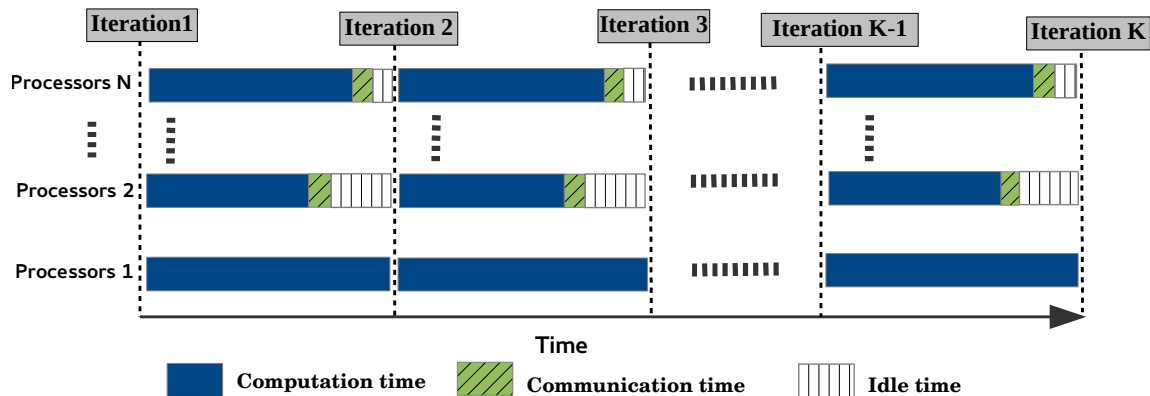 Iteration1
Iteration 2
Iteration 3
Iteration K-1
Iteration K
Processors N
Processors 2
Processors 1
Time
Computation time
Communication time
Idle time